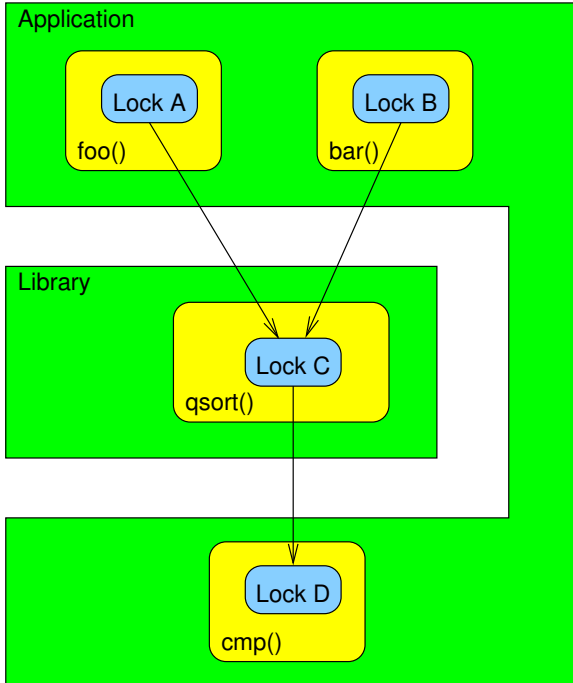 Application
Lock A
Lock B
foo()
bar()
Library
Lock C
qsort()
Lock D
cmp()